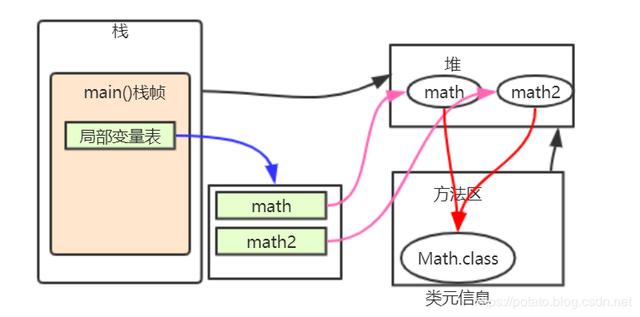 栈
main()栈帧
局部变量表
math
math2
堆
math
math2
方法区
Math.class
类元信息
https://potato.blog.csdn.net